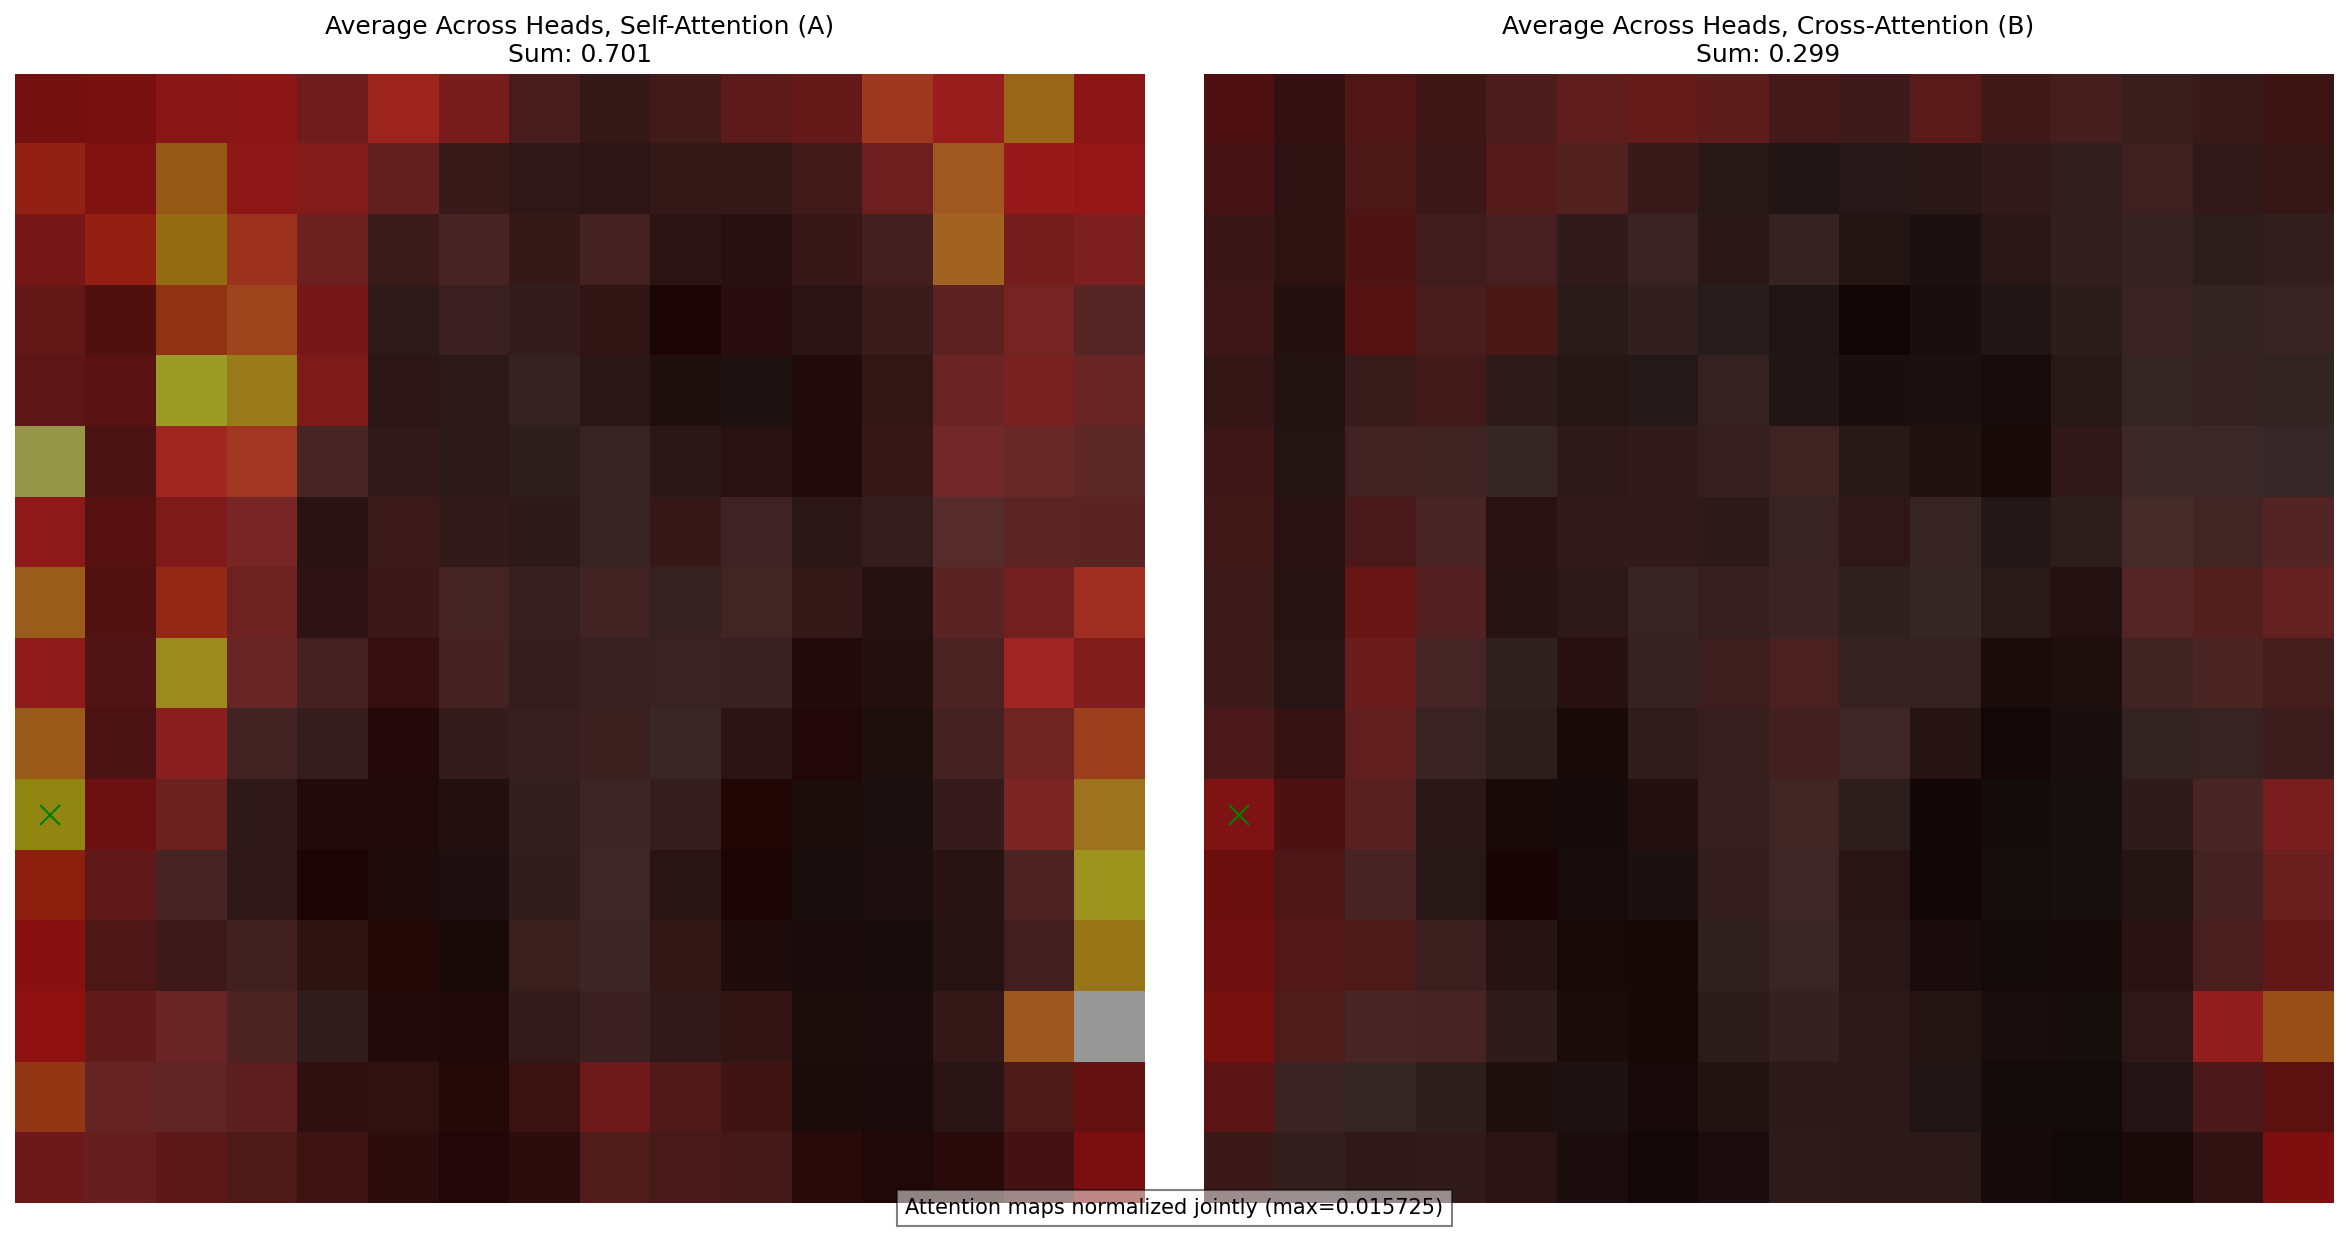 Average Across Heads, Self-Attention (A)
Sum: 0.701
Average Across Heads, Cross-Attention (B)
Sum: 0.299
Attention maps normalized jointly (max=0.015725)